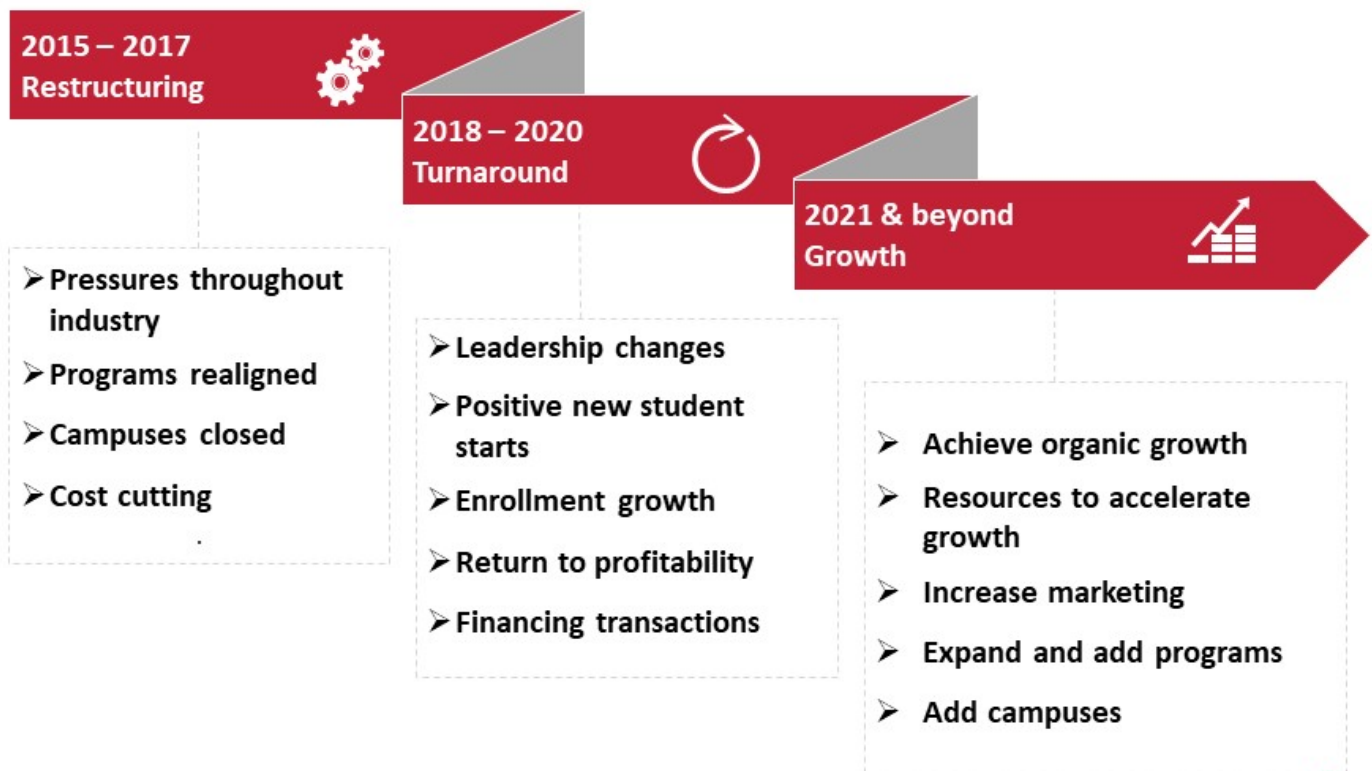 2015 – 2017
Restructuring
➢Pressures throughout
industry
➢Programs realigned
➢Campuses closed
➢Cost cutting
.
2018 – 2020
Turnaround
➢Leadership changes
➢Positive new student
starts
➢Enrollment growth
➢Return to profitability
➢Financing transactions
2021 & beyond
Growth
➢ Achieve organic growth
➢ Resources to accelerate
growth
➢ Increase marketing
➢ Expand and add programs
➢ Add campuses